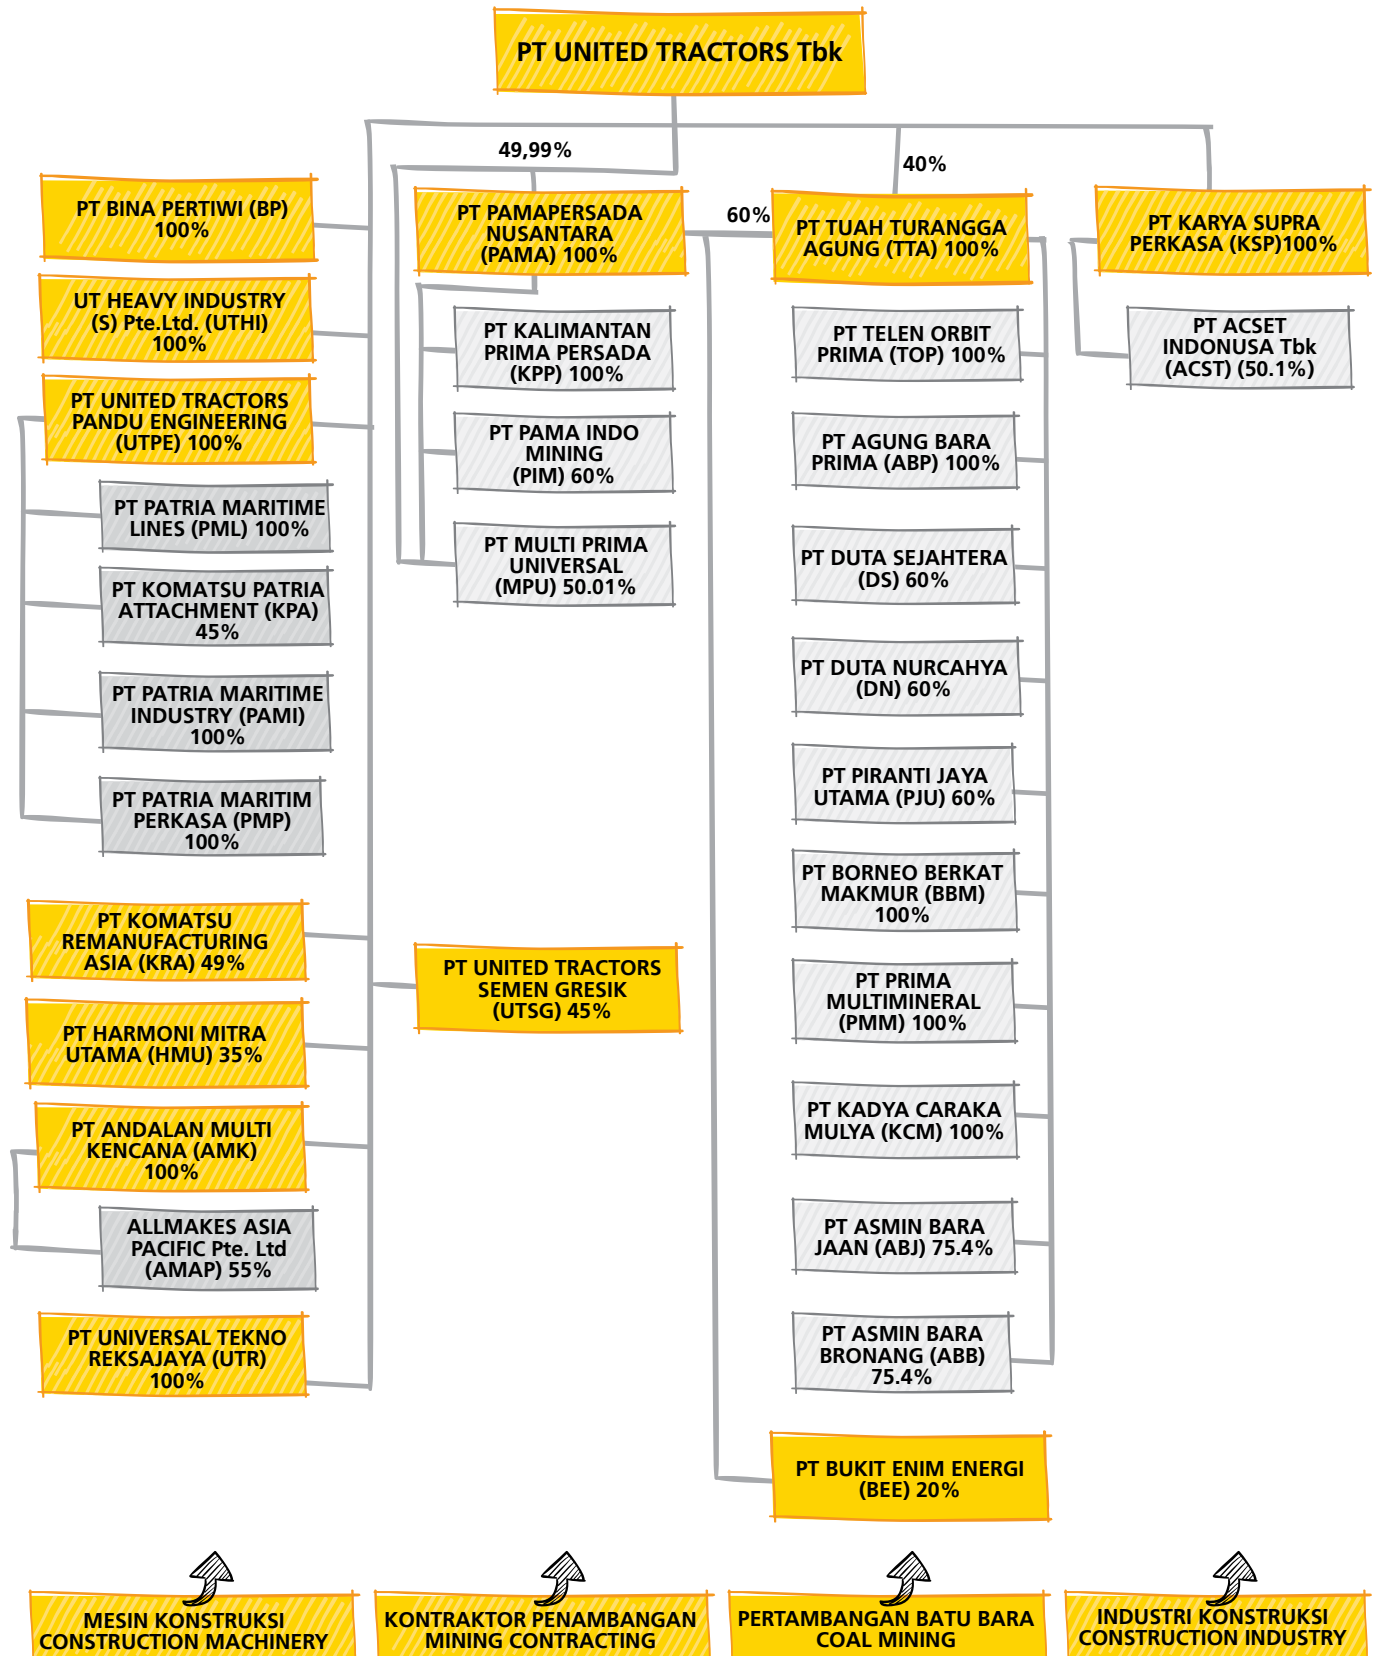 PT UNITED TRACTORS Tbk
49,99%
40%
60%
PT BINA PERTIWI (BP)
100%
UT HEAVY INDUSTRY
(S) Pte.Ltd. (UTHI)
100%
PT UNITED TRACTORS
PANDU ENGINEERING
(UTPE) 100%
PT PATRIA MARITIME
LINES (PML) 100%
PT KOMATSU PATRIA
ATTACHMENT (KPA)
45%
PT PATRIA MARITIME
INDUSTRY (PAMI)
100%
PT PATRIA MARITIM
PERKASA (PMP)
100%
PT KOMATSU
REMANUFACTURING
ASIA (KRA) 49%
PT HARMONI MITRA
UTAMA (HMU) 35%
PT ANDALAN MULTI
KENCANA (AMK)
100%
ALLMAKES ASIA
PACIFIC Pte. Ltd
(AMAP) 55%
PT UNIVERSAL TEKNO
REKSAJAYA (UTR)
100%
PT PAMAPERSADA
NUSANTARA
(PAMA) 100%
PT KALIMANTAN
PRIMA PERSADA
(KPP) 100%
PT PAMA INDO
MINING
(PIM) 60%
PT MULTI PRIMA
UNIVERSAL
(MPU) 50.01%
PT UNITED TRACTORS
SEMEN GRESIK
(UTSG) 45%
PT TUAH TURANGGA
AGUNG (TTA) 100%
PT TELEN ORBIT
PRIMA (TOP) 100%
PT AGUNG BARA
PRIMA (ABP) 100%
PT DUTA SEJAHTERA
(DS) 60%
PT DUTA NURCAHYA
(DN) 60%
PT PIRANTI JAYA
UTAMA (PJU) 60%
PT BORNEO BERKAT
MAKMUR (BBM)
100%
PT PRIMA
MULTIMINERAL
(PMM) 100%
PT KADYA CARAKA
MULYA (KCM) 100%
PT ASMIN BARA
JAAN (ABJ) 75.4%
PT ASMIN BARA
BRONANG (ABB)
75.4%
PT BUKIT ENIM ENERGI
(BEE) 20%
PT KARYA SUPRA
PERKASA (KSP)100%
PT ACSET
INDONUSA Tbk
(ACST) (50.1%)
MESIN KONSTRUKSI
CONSTRUCTION MACHINERY
KONTRAKTOR PENAMBANGAN
MINING CONTRACTING
PERTAMBANGAN BATU BARA
COAL MINING
INDUSTRI KONSTRUKSI
CONSTRUCTION INDUSTRY